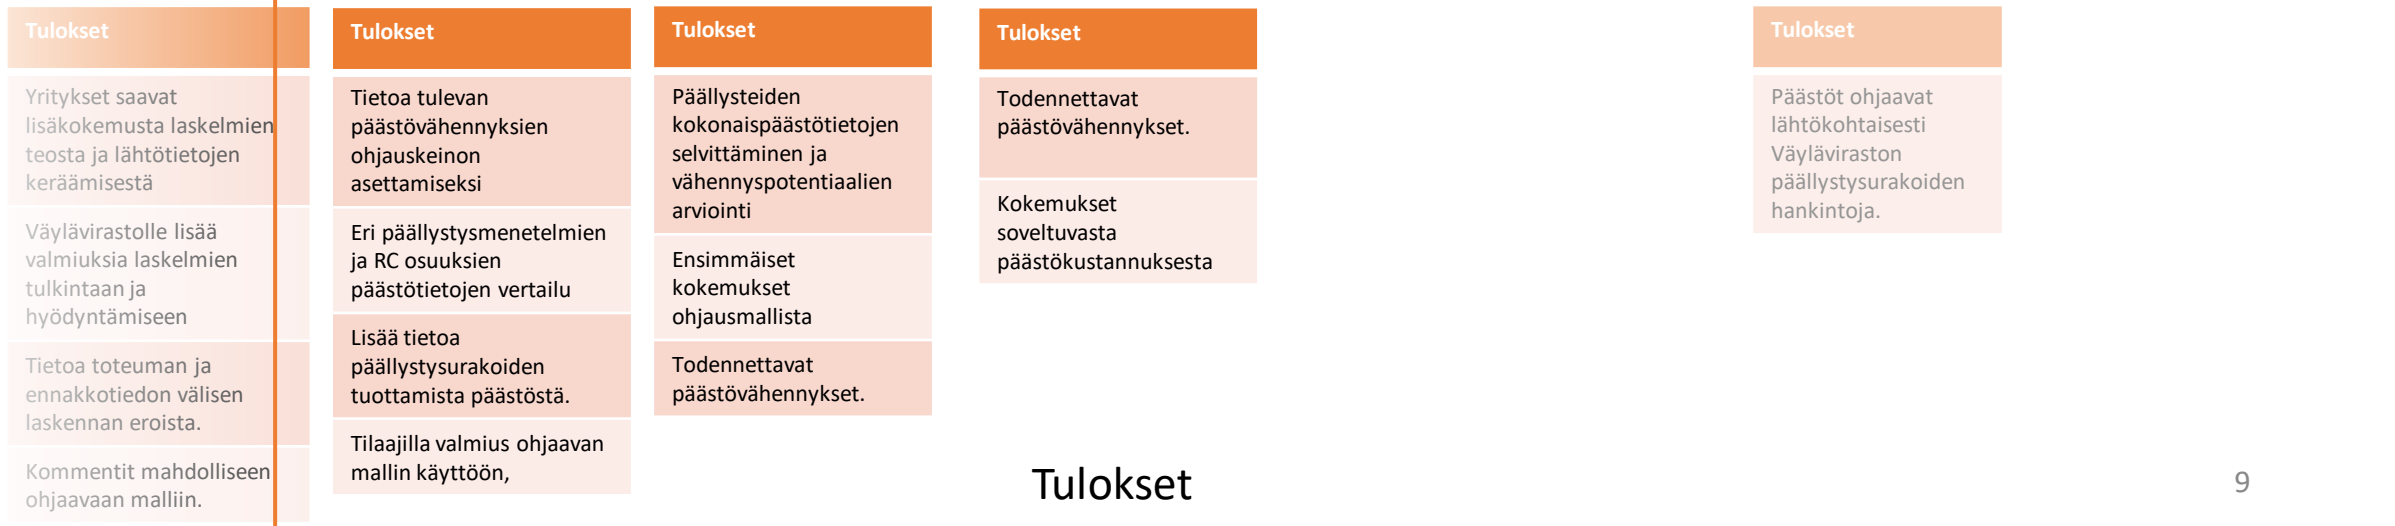 Tulokset
Yritykset saavat
lisäkokemusta laskelmien
teosta ja lähtötietojen
keräämisestä
Väylävirastolle lisää
valmiuksia laskelmien
tulkintaan ja
hyödyntämiseen
Tietoa toteuman ja
ennakkotiedon välisen
laskennan eroista.
Kommentit mahdolliseen
ohjaavaan malliin.
Tulokset
Tietoa tulevan
päästövähennyksien
ohjauskeinon
asettamiseksi
Eri päällystysmenetelmien
ja RC osuuksien
päästötietojen vertailu
Lisää tietoa
päällystysurakoiden
tuottamista päästöstä.
Tilaajilla valmius ohjaavan
mallin käyttöön,
Tulokset
Päällysteiden
kokonaispäästötietojen
selvittäminen ja
vähennyspotentiaalien
arviointi
Ensimmäiset
kokemukset
ohjausmallista
Todennettavat
päästövähennykset.
Tulokset
Todennettavat
päästövähennykset.
Kokemukset
soveltuvasta
päästökustannuksesta
Tulokset
Päästöt ohjaavat
lähtökohtaisesti
Väyläviraston
päällystysurakoiden
hankintoja.
Tulokset
9